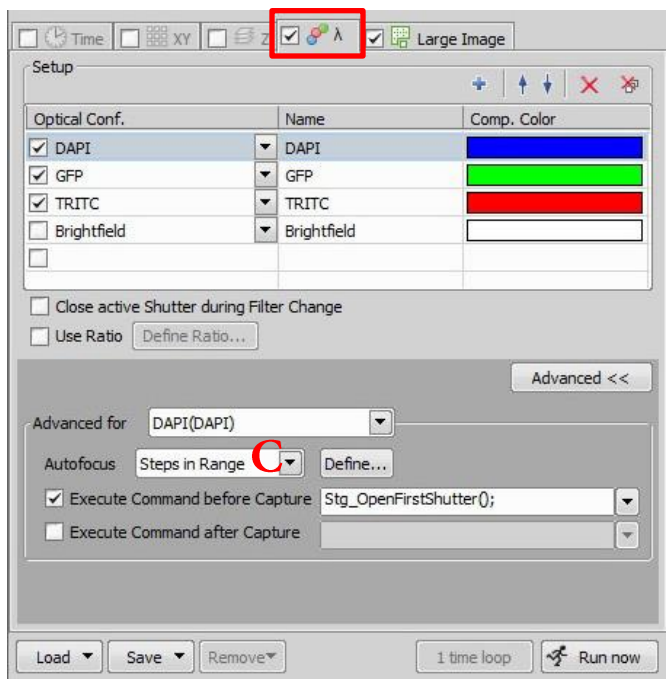 Time XY Z λ Large Image
Setup
Optical Conf. Name Comp. Color
DAPI DAPI
GFP GFP
TRITC TRITC
Brightfield Brightfield
Close active Shutter during Filter Change
Use Ratio Define Ratio...
Advanced <<
Advanced for DAPI(DAPI)
Autofocus Steps in Range C Define...
Execute Command before Capture Stg_OpenFirstShutter();
Execute Command after Capture
Load Save Remove 1 time loop Run now